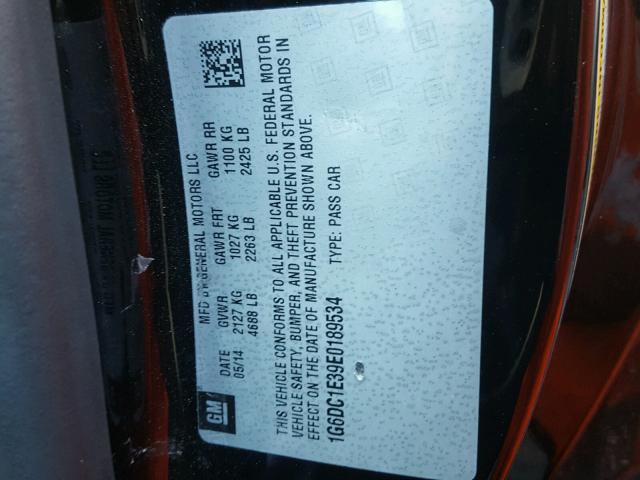 GM
MFD BY GENERAL MOTORS LLC
DATE GVWR GAWR FRT GAWR RR
05/14 2127 KG 1027 KG 1100 KG
4688 LB 2263 LB 2425 LB
THIS VEHICLE CONFORMS TO ALL APPLICABLE U.S. FEDERAL MOTOR
VEHICLE SAFETY, BUMPER, AND THEFT PREVENTION STANDARDS IN
EFFECT ON THE DATE OF MANUFACTURE SHOWN ABOVE.
1G6DC1E39E0189534 TYPE: PASS CAR